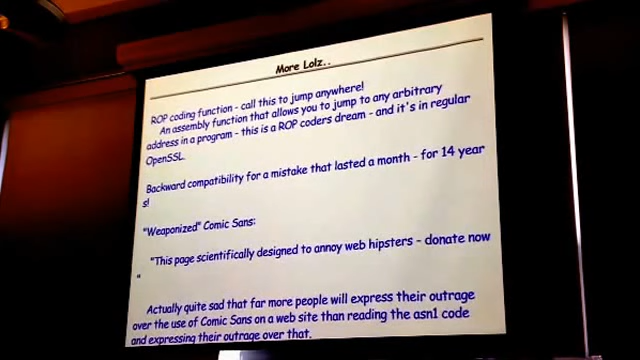 More Lolz..
ROP coding function - call this to jump anywhere!
An assembly function that allows you to jump to any arbitrary
address in a program - this is a ROP coders dream - and it's in regular
OpenSSL.
Backward compatibility for a mistake that lasted a month - for 14 year
s!
"Weaponized" Comic Sans:
"This page scientifically designed to annoy web hipsters - donate now
"
Actually quite sad that far more people will express their outrage
over the use of Comic Sans on a web site than reading the asn1 code
and expressing their outrage over that.